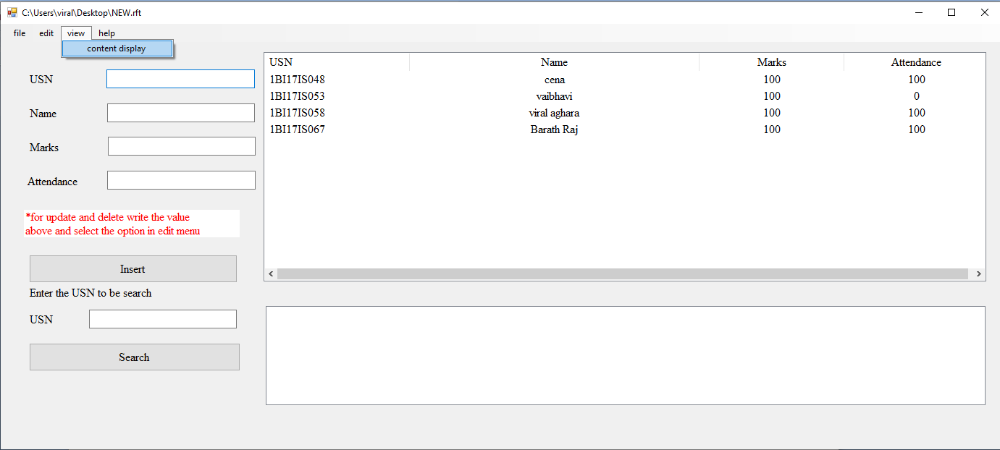 C:\Users\viral\Desktop\NEW.rft
file edit view help
content display
USN Name Marks Attendance
1BI17IS048 cena 100 100
1BI17IS053 vaibhavi 100 0
1BI17IS058 viral aghara 100 100
1BI17IS067 Barath Raj 100 100
USN
Name
Marks
Attendance
*for update and delete write the value
above and select the option in edit menu
Insert
Enter the USN to be search
USN
Search